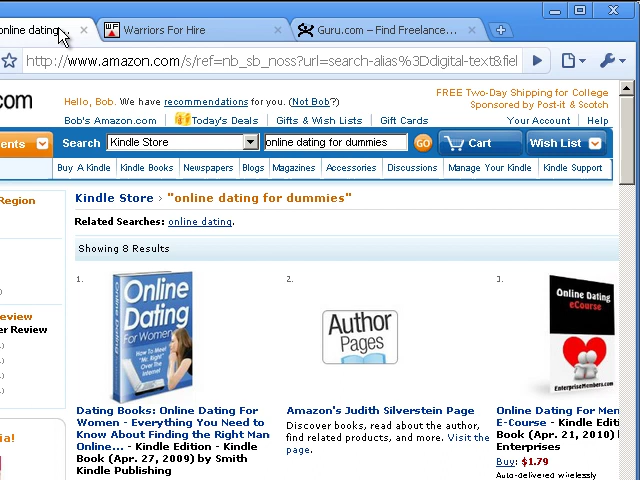 online dating...
Warriors For Hire
Guru.com – Find Freelance...
http://www.amazon.com/s/ref=nb_sb_noss?url=search-alias%3Ddigital-text&fiel
.com
Hello, Bob. We have recommendations for you. (Not Bob?)
FREE Two-Day Shipping for College
Sponsored by Post-it & Scotch
Bob's Amazon.com
Today's Deals
Gifts & Wish Lists
Gift Cards
Your Account
Help
ents
Search
Kindle Store
online dating for dummies
GO
Cart
Wish List
Buy A Kindle
Kindle Books
Newspapers
Blogs
Magazines
Accessories
Discussions
Manage Your Kindle
Kindle Support
Region
Kindle Store › "online dating for dummies"
Related Searches: online dating.
Showing 8 Results
eview
er Review
a!
1.
Online Dating For Women
How To Meet "Mr. Right" Over The Internet
Dating Books: Online Dating For
Women - Everything You Need to
Know About Finding the Right Man
Online... - Kindle Edition - Kindle
Book (Apr. 27, 2009) by Smith
Kindle Publishing
2.
Author
Pages
Amazon's Judith Silverstein Page
Discover books, read about the author,
find related products, and more. Visit the
page.
3.
Online Dating
eCourse
EnterpriseMembers.com
Online Dating For Men
E-Course - Kindle Editi
Book (Apr. 21, 2010) b
Enterprises
Buy: $1.79
Auto-delivered wirelessly